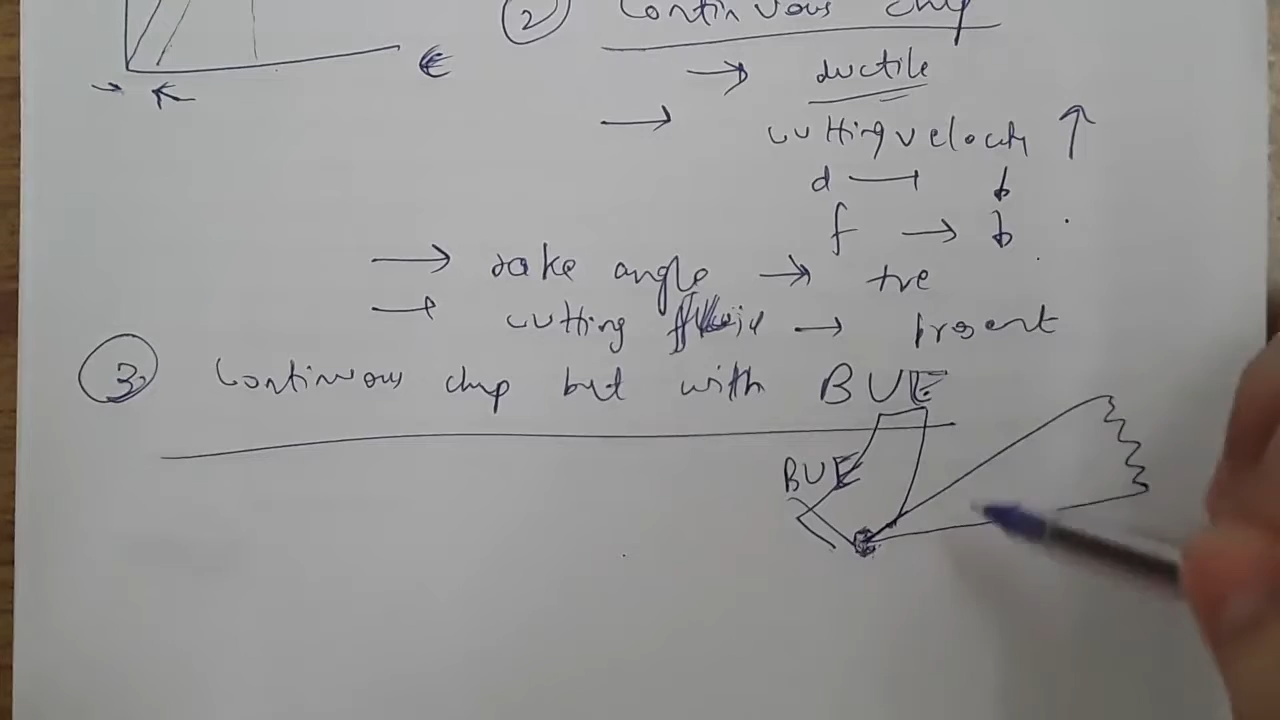 ② Continuous chip
∈
→ ductile
→ cutting velocity ↑
d → b
f → b
→ rake angle → +ve
→ cutting fluid → present
③ Continuous chip but with BUE
BUE